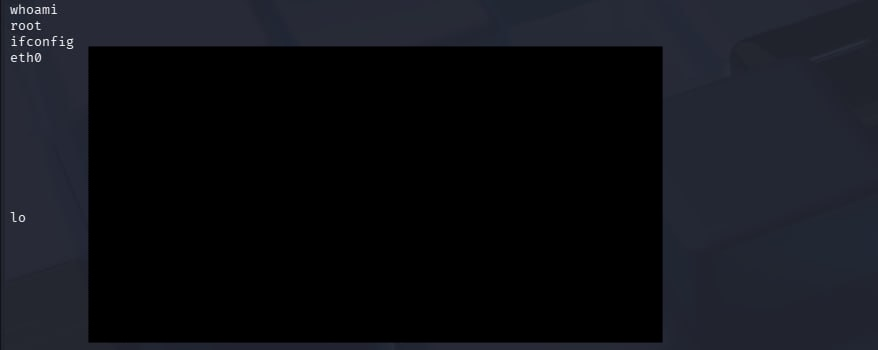 whoami
root
ifconfig
eth0
lo